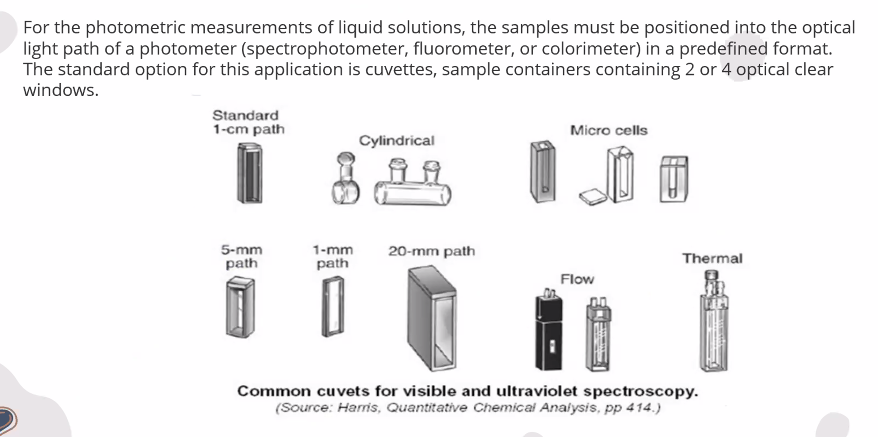 For the photometric measurements of liquid solutions, the samples must be positioned into the optical
light path of a photometer (spectrophotometer, fluorometer, or colorimeter) in a predefined format.
The standard option for this application is cuvettes, sample containers containing 2 or 4 optical clear
windows.
Standard
1-cm path
Cylindrical
Micro cells
5-mm
path
1-mm
path
20-mm path
Flow
Thermal
Common cuvets for visible and ultraviolet spectroscopy.
(Source: Harris, Quantitative Chemical Analysis, pp 414.)